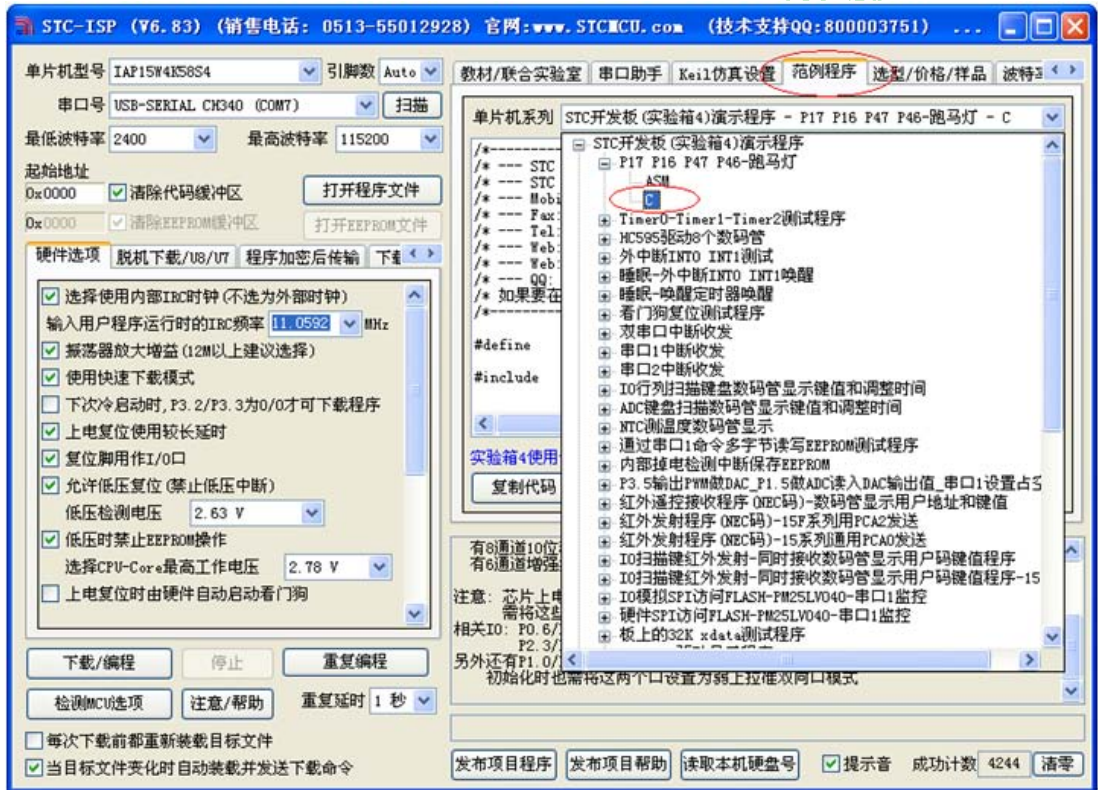 STC-ISP (V6.83) (销售电话: 0513-55012928) 官网:www.STCMCU.com (技术支持QQ:800003751) ...
单片机型号 IAP15W4K58S4 引脚数 Auto
串口号 USB-SERIAL CH340 (COM7) 扫描
最低波特率 2400 最高波特率 115200
起始地址
0x0000 清除代码缓冲区 打开程序文件
0x0000 清除EEPROM缓冲区 打开EEPROM文件
硬件选项 脱机下载/U8/U7 程序加密后传输
选择使用内部IRC时钟(不选为外部时钟)
输入用户程序运行时的IRC频率 11.0592 MHz
振荡器放大增益(12M以上建议选择)
使用快速下载模式
下次冷启动时,P3.2/P3.3为0/0才可下载程序
上电复位使用较长延时
复位脚用作I/O口
允许低压复位(禁止低压中断)
低压检测电压 2.63 V
低压时禁止EEPROM操作
选择CPU-Core最高工作电压 2.78 V
上电复位时由硬件自动启动看门狗
下载/编程 停止 重复编程
检测MCU选项 注意/帮助 重复延时 1 秒
每次下载前都重新装载目标文件
当目标文件变化时自动装载并发送下载命令
教材/联合实验室 串口助手 Keil仿真设置 范例程序 选型/价格/样品 波特率
单片机系列 STC开发板(实验箱4)演示程序 - P17 P16 P47 P46-跑马灯 - C
/*---------
/* --- STC
/* --- STC
/* --- Mobi
/* --- Fax:
/* --- Tel:
/* --- Web:
/* --- Web:
/* --- QQ:
/* 如果要在
/*---------
#define
#include
实验箱4使用
复制代码
STC开发板(实验箱4)演示程序
P17 P16 P47 P46-跑马灯
ASM
C
Timer0-Timer1-Timer2测试程序
HC595驱动8个数码管
外中断INT0 INT1测试
睡眠-外中断INT0 INT1唤醒
睡眠-唤醒定时器唤醒
看门狗复位测试程序
双串口中断收发
串口1中断收发
串口2中断收发
IO行列扫描键盘数码管显示键值和调整时间
ADC键盘扫描数码管显示键值和调整时间
NTC测温度数码管显示
通过串口1命令多字节读写EEPROM测试程序
内部掉电检测中断保存EEPROM
P3.5输出PWM做DAC_P1.5做ADC读入DAC输出值_串口1设置占空
红外遥控接收程序(NEC码)-数码管显示用户地址和键值
红外发射程序(NEC码)-15F系列用PCA2发送
红外发射程序(NEC码)-15系列通用PCA0发送
IO扫描键红外发射-同时接收数码管显示用户码键值程序
IO扫描键红外发射-同时接收数码管显示用户码键值程序-15
IO模拟SPI访问FLASH-PM25LV040-串口1监控
硬件SPI访问FLASH-PM25LV040-串口1监控
板上的32K xdata测试程序
有8通道10位
有6通道增强
注意: 芯片上电
需将这些
相关IO: P0.6/
P2.3/
另外还有P1.0/
初始化时也需将这两个口设置为弱上拉准双向口模式
发布项目程序 发布项目帮助 读取本机硬盘号 提示音 成功计数 4244 清零